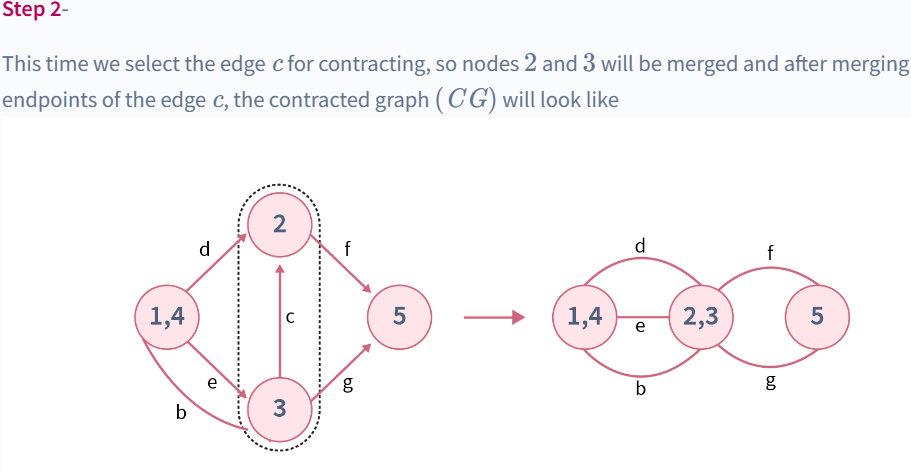 Step 2-
This time we select the edge c for contracting, so nodes 2 and 3 will be merged and after merging
endpoints of the edge c, the contracted graph (CG) will look like
2
d
f
d
f
1,4
c
5
1,4
e
2,3
5
e
g
b
g
b
3